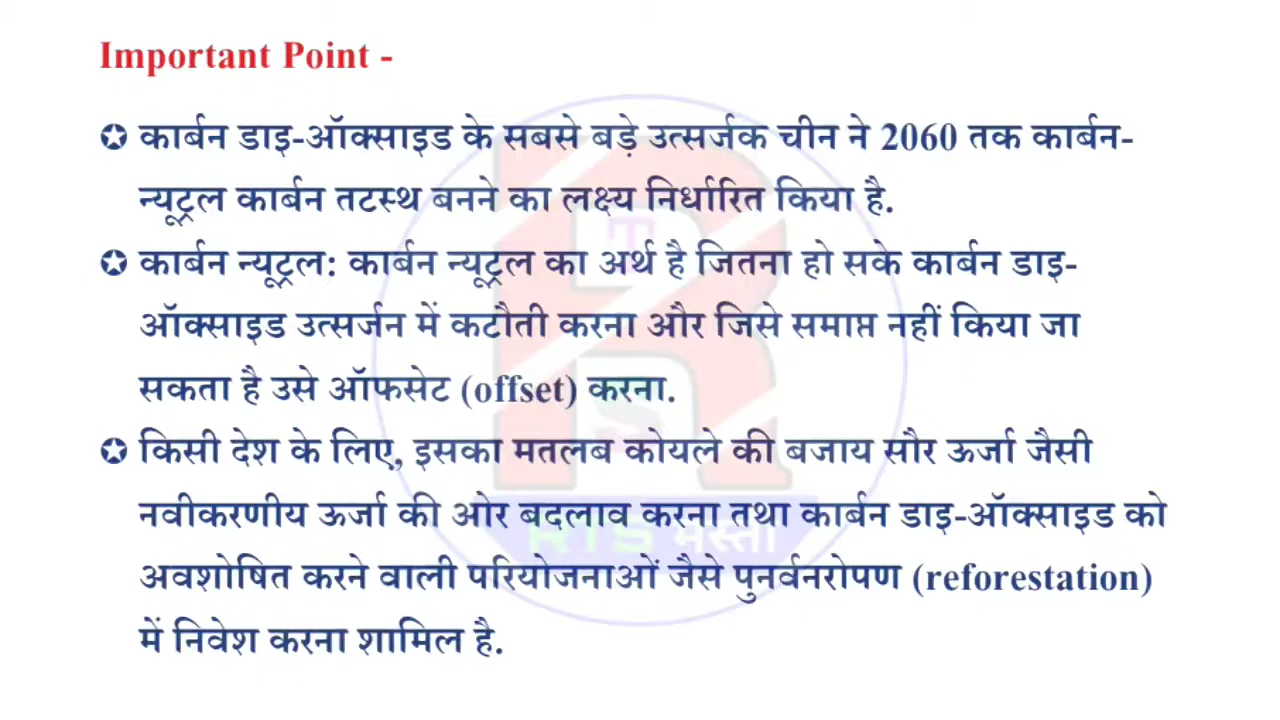 Important Point -
✪ कार्बन डाइ-ऑक्साइड के सबसे बड़े उत्सर्जक चीन ने 2060 तक कार्बन-
न्यूट्रल कार्बन तटस्थ बनने का लक्ष्य निर्धारित किया है.
✪ कार्बन न्यूट्रल: कार्बन न्यूट्रल का अर्थ है जितना हो सके कार्बन डाइ-
ऑक्साइड उत्सर्जन में कटौती करना और जिसे समाप्त नहीं किया जा
सकता है उसे ऑफसेट (offset) करना.
✪ किसी देश के लिए, इसका मतलब कोयले की बजाय सौर ऊर्जा जैसी
नवीकरणीय ऊर्जा की ओर बदलाव करना तथा कार्बन डाइ-ऑक्साइड को
अवशोषित करने वाली परियोजनाओं जैसे पुनर्वनरोपण (reforestation)
में निवेश करना शामिल है.